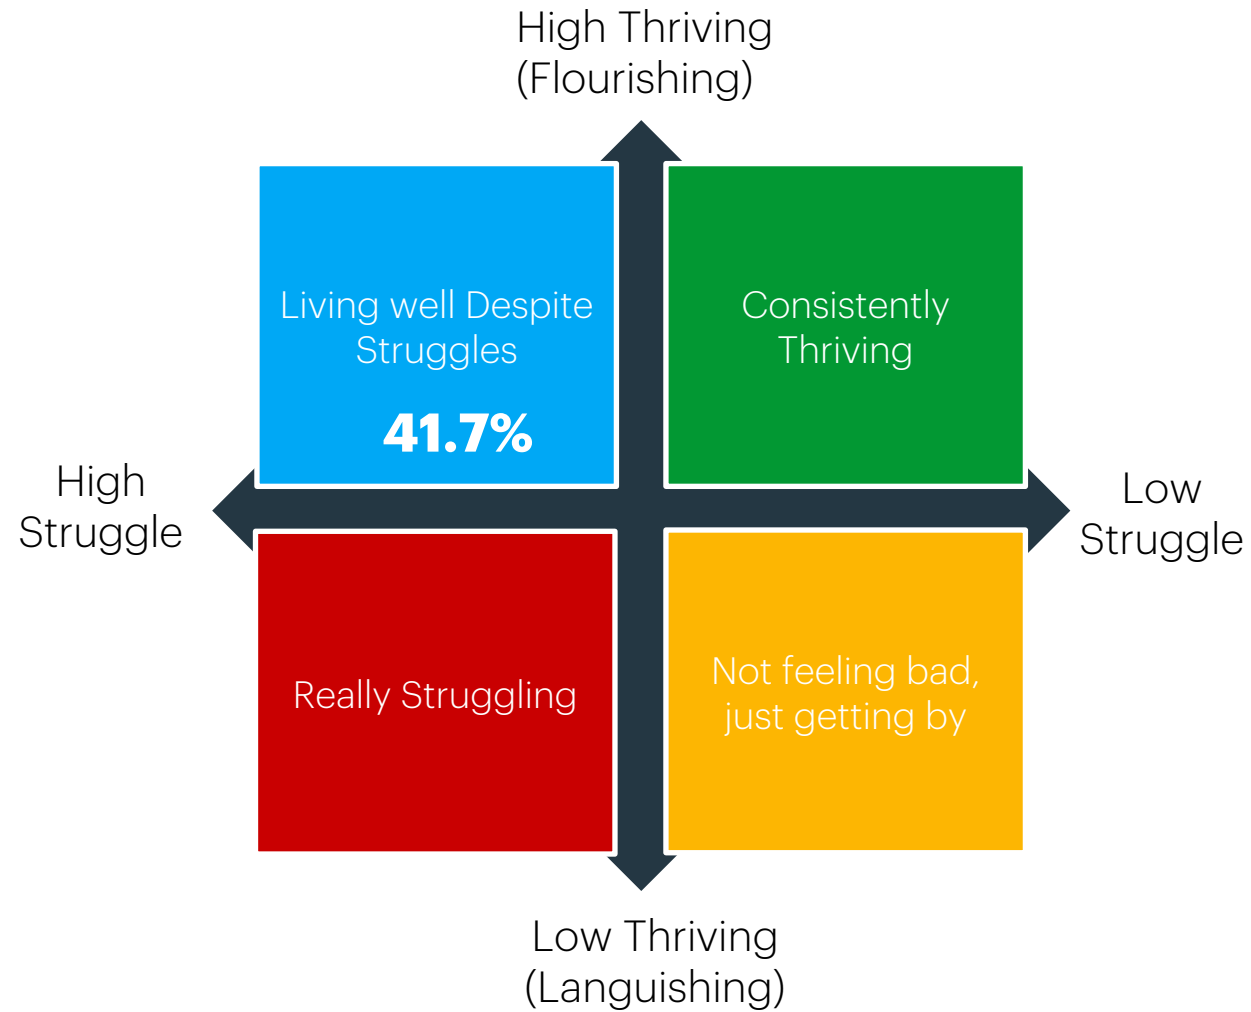 High Thriving
(Flourishing)
Living well Despite
Struggles
41.7%
Consistently
Thriving
High
Struggle
Low
Struggle
Really Struggling
Not feeling bad,
just getting by
Low Thriving
(Languishing)